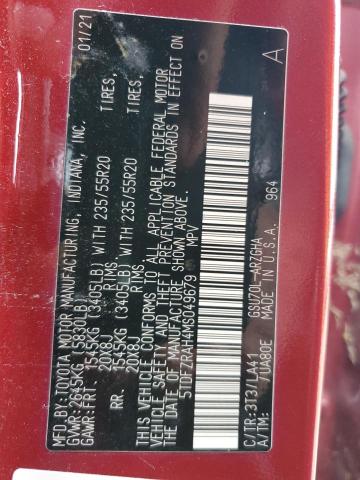 MFD.BY:TOYOTA MOTOR MANUFACTURING, INDIANA, INC. 01/21
GVWR:2645KG (5830LB)
GAWR:FRT. 1545KG (3405LB) WITH 235/55R20 TIRES,
20X8J RIMS
RR. 1545KG (3405LB) WITH 235/55R20 TIRES,
20X8J RIMS
THIS VEHICLE CONFORMS TO ALL APPLICABLE FEDERAL MOTOR
VEHICLE SAFETY AND THEFT PREVENTION STANDARDS IN EFFECT ON
THE DATE OF MANUFACTURE SHOWN ABOVE.
5TDFZRAH4MS049679 MPV A
964
C/TR:3T3/LA41 GSU70L-ARZGHA
A/TM: /UA80E MADE IN U.S.A.